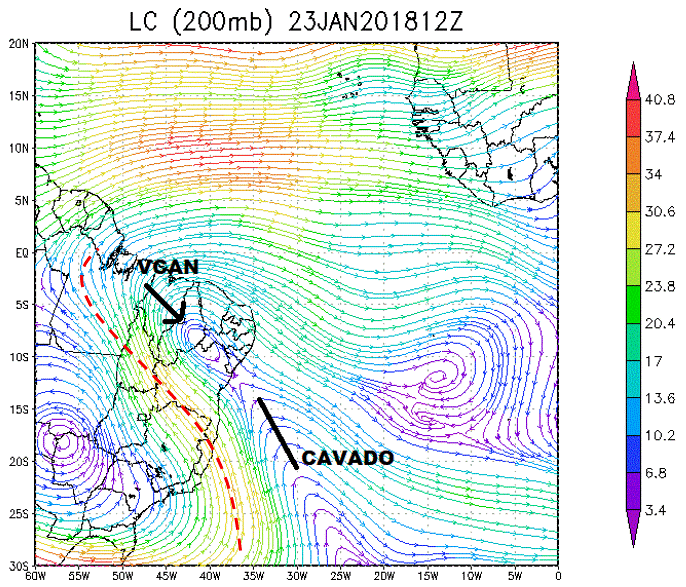 LC (200mb) 23JAN201812Z
20N
15N
10N
5N
EQ
5S
10S
15S
20S
25S
30S
60W 55W 50W 45W 40W 35W 30W 25W 20W 15W 10W 5W 0
VCAN
CAVADO
40.8
37.4
34
30.6
27.2
23.8
20.4
17
13.6
10.2
6.8
3.4